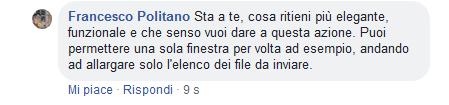 Francesco Politano Sta a te, cosa ritieni più elegante,
funzionale e che senso vuoi dare a questa azione. Puoi
permettere una sola finestra per volta ad esempio, andando
ad allargare solo l'elenco dei file da inviare.
Mi piace · Rispondi · 9 s